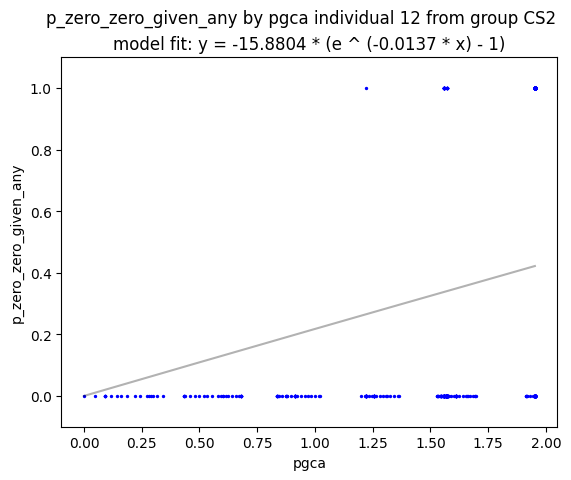 p_zero_zero_given_any by pgca individual 12 from group CS2
model fit: y = -15.8804 * (e ^ (-0.0137 * x) - 1)
1.0
0.8
0.6
0.4
0.2
0.0
p_zero_zero_given_any
0.00 0.25 0.50 0.75 1.00 1.25 1.50 1.75 2.00
pgca